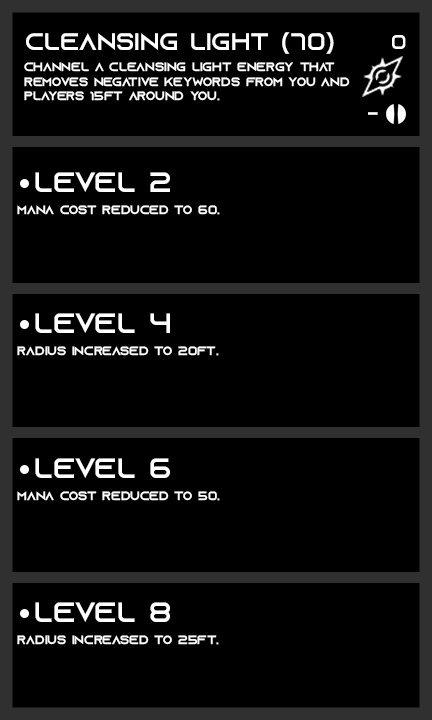 CLEANSING LIGHT (70) 0
CHANNEL A CLEANSING LIGHT ENERGY THAT
REMOVES NEGATIVE KEYWORDS FROM YOU AND
PLAYERS 15FT AROUND YOU.
-
•LEVEL 2
MANA COST REDUCED TO 60.
•LEVEL 4
RADIUS INCREASED TO 20FT.
•LEVEL 6
MANA COST REDUCED TO 50.
•LEVEL 8
RADIUS INCREASED TO 25FT.